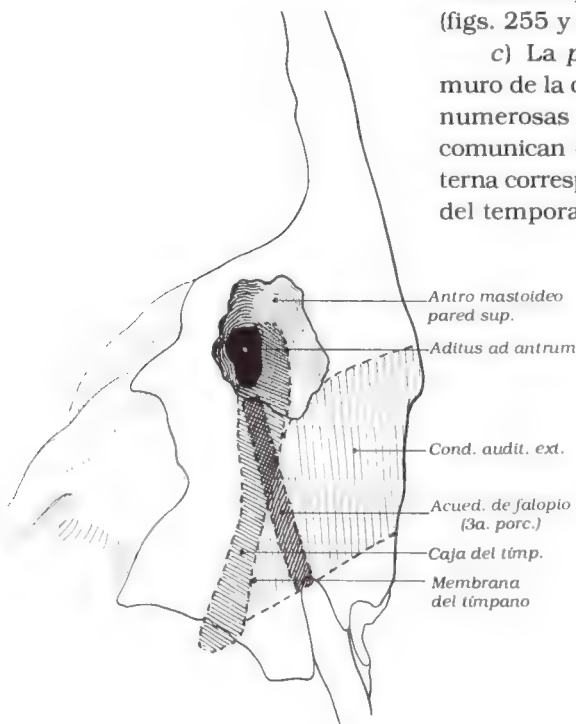 (figs. 255 y
c) La p
muro de la c
numerosas
comunican
terna corresp
del tempora
Antro mastoideo
pared sup.
Aditus ad antrum
Cond. audit. ext.
Acued. de falopio
(3a. porc.)
Caja del tímp.
Membrana
del tímpano